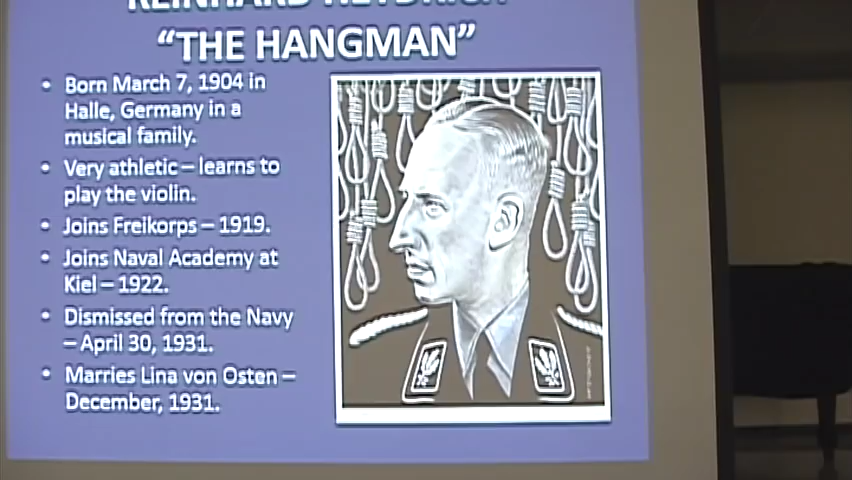 REINHARD HEYDRICH
"THE HANGMAN"
• Born March 7, 1904 in
Halle, Germany in a
musical family.
• Very athletic – learns to
play the violin.
• Joins Freikorps – 1919.
• Joins Naval Academy at
Kiel – 1922.
• Dismissed from the Navy
– April 30, 1931.
• Marries Lina von Osten –
December, 1931.